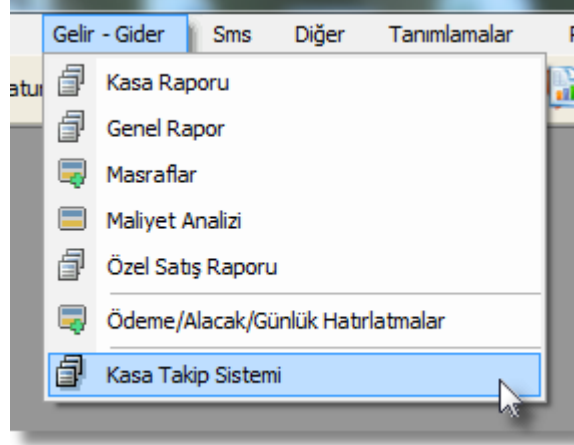 Gelir - Gider Sms Diğer Tanımlamalar
Kasa Raporu
Genel Rapor
Masraflar
Maliyet Analizi
Özel Satış Raporu
Ödeme/Alacak/Günlük Hatırlatmalar
Kasa Takip Sistemi